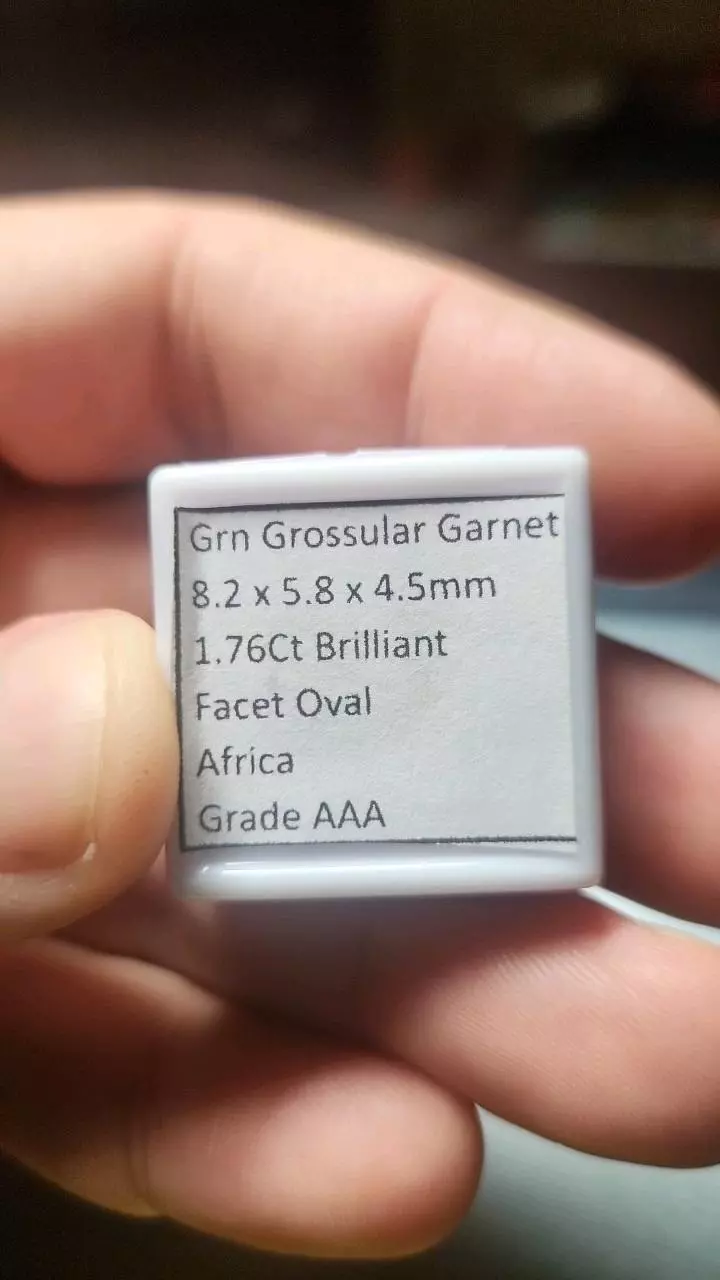 Grn Grossular Garnet
8.2 x 5.8 x 4.5mm
1.76Ct Brilliant
Facet Oval
Africa
Grade AAA